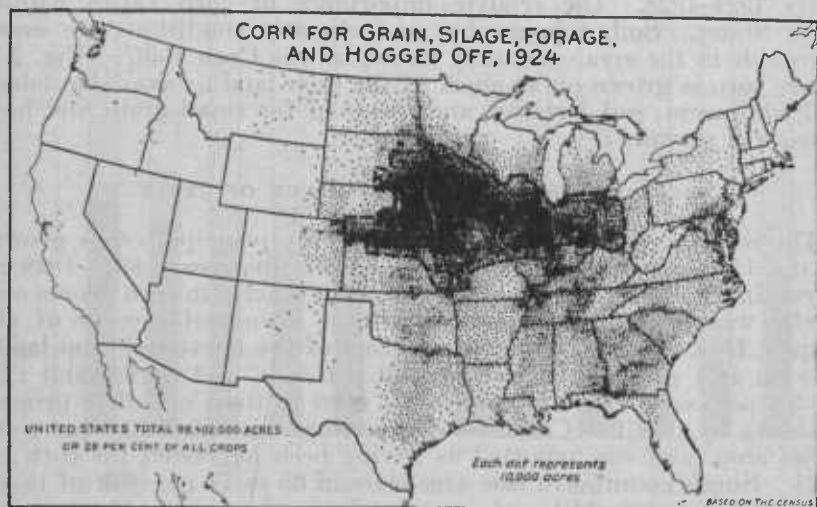 CORN FOR GRAIN, SILAGE, FORAGE,
AND HOGGED OFF, 1924
UNITED STATES TOTAL 98,402,000 ACRES
OR 28 PER CENT OF ALL CROPS
Each dot represents
10,000 acres
BASED ON THE CENSUS